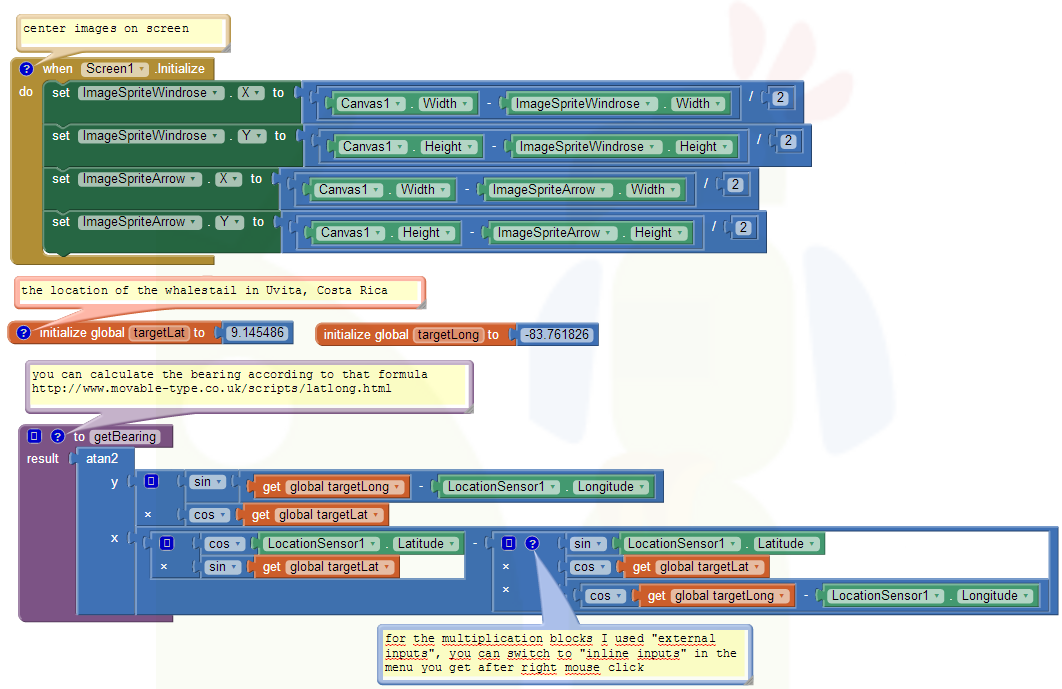 center images on screen
? when Screen1 .Initialize
do set ImageSpriteWindrose . X to Canvas1 . Width - ImageSpriteWindrose . Width / 2
set ImageSpriteWindrose . Y to Canvas1 . Height - ImageSpriteWindrose . Height / 2
set ImageSpriteArrow . X to Canvas1 . Width - ImageSpriteArrow . Width / 2
set ImageSpriteArrow . Y to Canvas1 . Height - ImageSpriteArrow . Height / 2
the location of the whalestail in Uvita, Costa Rica
? initialize global targetLat to 9.145486 initialize global targetLong to -83.761826
you can calculate the bearing according to that formula
http://www.movable-type.co.uk/scripts/latlong.html
? to getBearing
result atan2
y sin get global targetLong - LocationSensor1 . Longitude
× cos get global targetLat
x cos LocationSensor1 . Latitude - ? sin LocationSensor1 . Latitude
× sin get global targetLat × cos get global targetLat
× cos get global targetLong - LocationSensor1 . Longitude
for the multiplication blocks I used "external
inputs", you can switch to "inline inputs" in the
menu you get after right mouse click